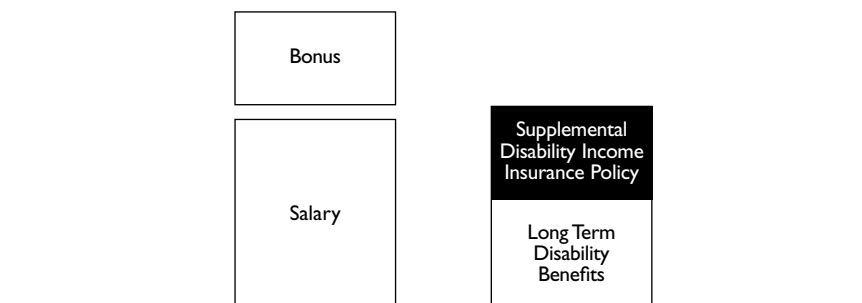 Bonus
Salary
Supplemental
Disability Income
Insurance Policy
Long Term
Disability
Benefits